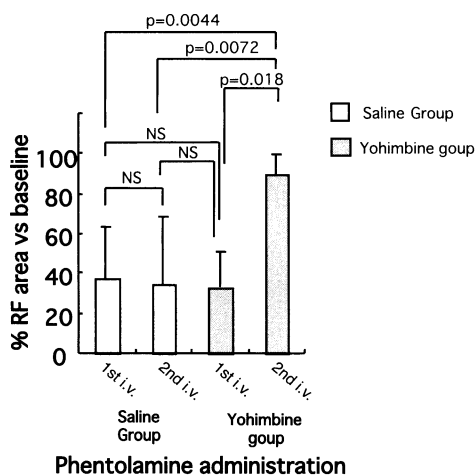 p=0.0044
p=0.0072
p=0.018
Saline Group
Yohimbine goup
NS
NS
NS
% RF area vs baseline
100
80
60
40
20
0
1st i.v.
2nd i.v.
1st i.v.
2nd i.v.
Saline
Group
Yohimbine
goup
Phentolamine administration